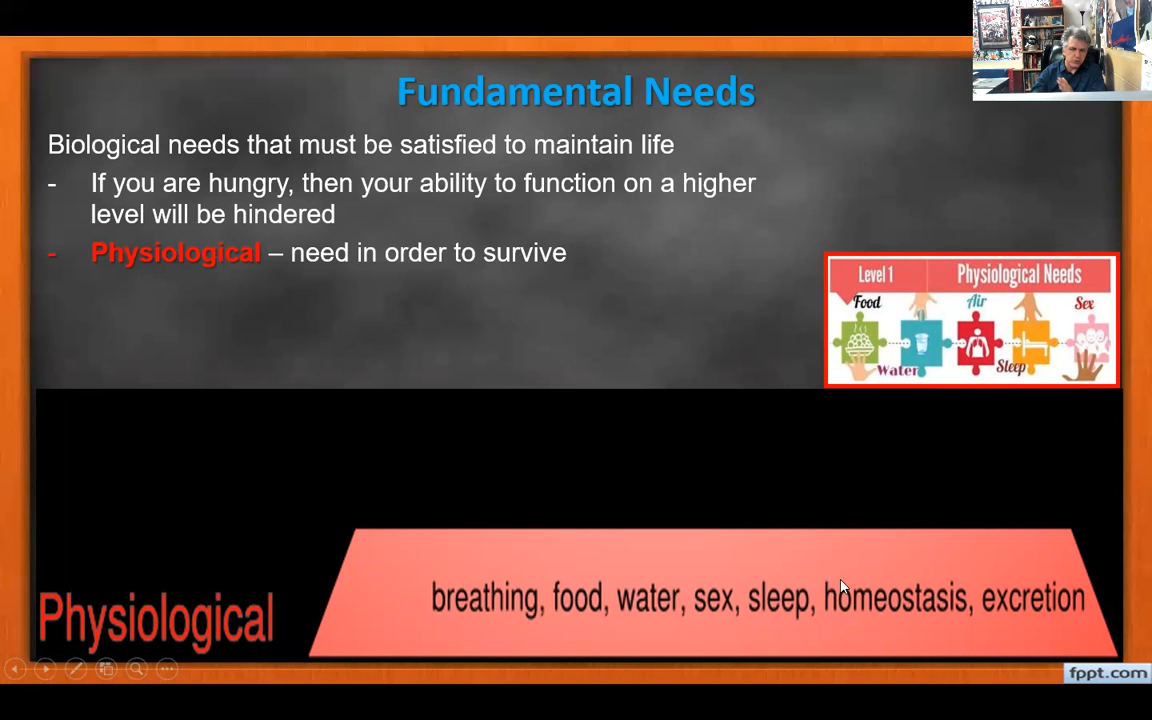 Fundamental Needs
Biological needs that must be satisfied to maintain life
- If you are hungry, then your ability to function on a higher
level will be hindered
- Physiological – need in order to survive
Level 1 Physiological Needs
Food Air Sex
Water Sleep
Physiological
breathing, food, water, sex, sleep, homeostasis, excretion
fppt.com